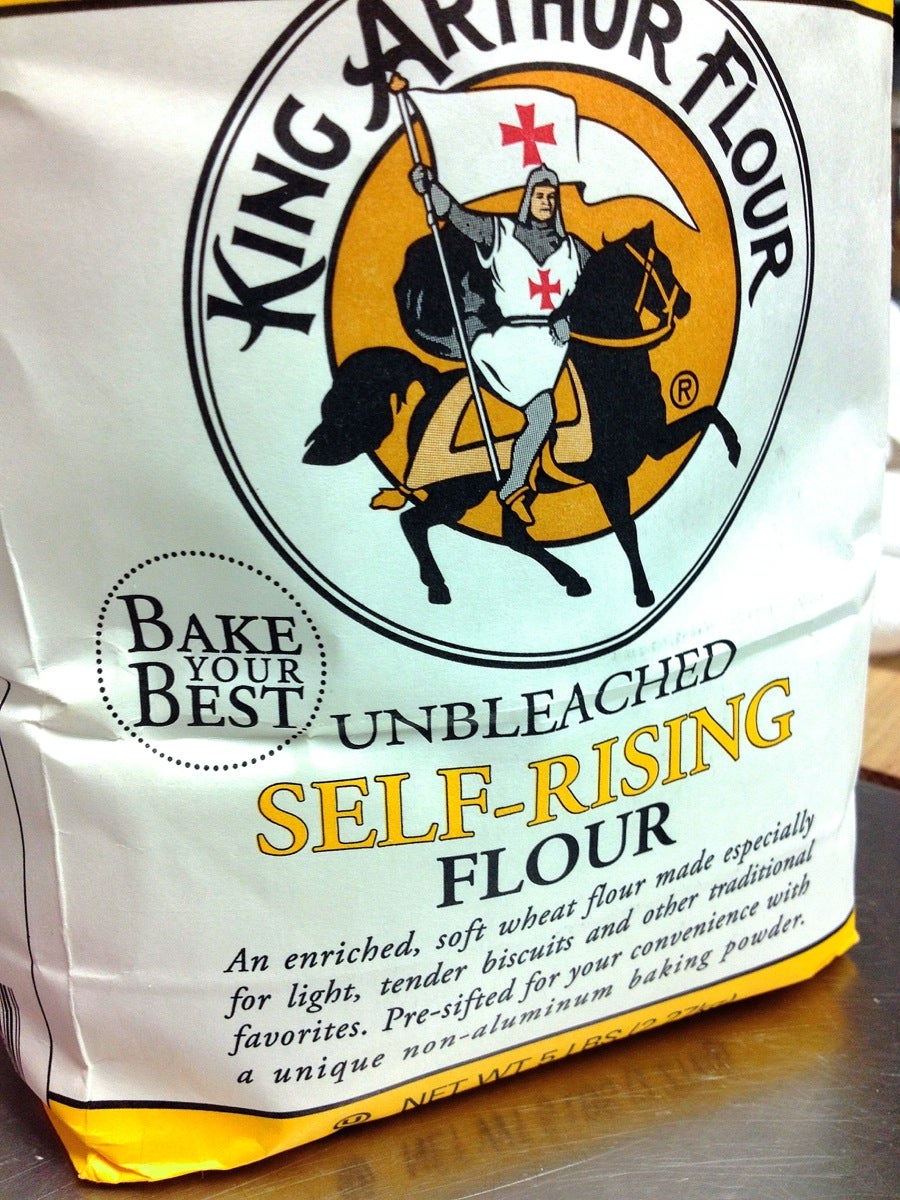 KING ARTHUR FLOUR
®
BAKE
YOUR
BEST
UNBLEACHED
SELF-RISING
FLOUR
An enriched, soft wheat flour made especially
for light, tender biscuits and other traditional
favorites. Pre-sifted for your convenience with
a unique non-aluminum baking powder.
NET WT 5 LBS (2.27kg)